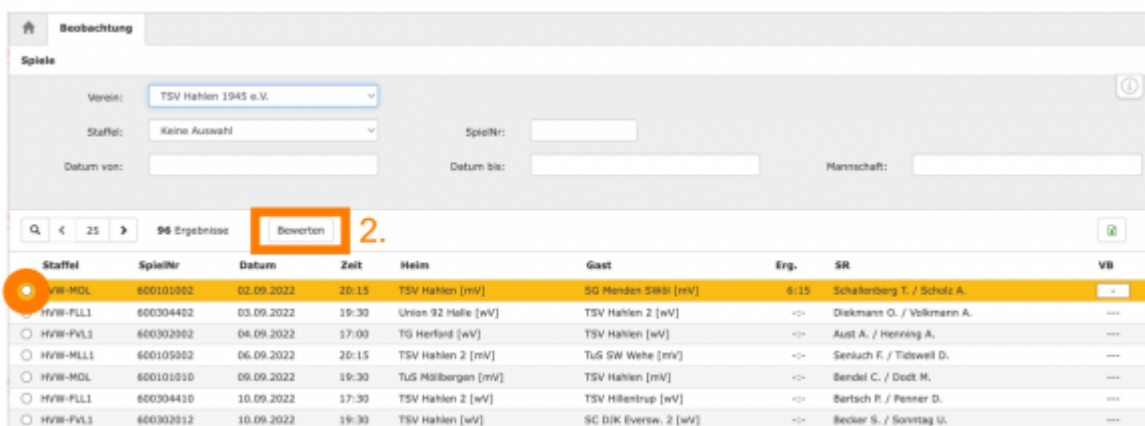 Beobachtung
Spiele
Verein: TSV Hahlen 1945 e.V.
Staffel: Keine Auswahl SpielNr:
Datum von: Datum bis: Mannschaft:
25 96 Ergebnisse Bewerten 2.
Staffel SpielNr Datum Zeit Heim Gast Erg. SR VB
VW-MOL 600101002 02.09.2022 20:15 TSV Hahlen [mV] SG Menden SWöl [mV] 6:15 Schallenberg T. / Scholz A. -
HVW-FLL1 600304402 03.09.2022 19:30 Union 92 Halle [wV] TSV Hahlen 2 [wV] -:- Diekmann O. / Volkmann A. ----
HVW-FVL1 600302002 04.09.2022 17:00 TG Herford [wV] TSV Hahlen [wV] -:- Aust A. / Henning A. ----
HVW-MLL1 600105002 06.09.2022 20:15 TSV Hahlen 2 [mV] TuS SW Wehe [mV] -:- Seniuch F. / Tidswell D. ----
HVW-MOL 600101010 09.09.2022 19:30 TuS Möllbergen [mV] TSV Hahlen [mV] -:- Bendel C. / Dodt M. ----
HVW-FLL1 600304410 10.09.2022 17:30 TSV Hahlen 2 [wV] TSV Hillentrup [wV] -:- Bartsch P. / Penner D. ----
HVW-FVL1 600302012 10.09.2022 19:30 TSV Hahlen [wV] SC DJK Eversw. 2 [wV] -:- Becker S. / Sonntag U. ----